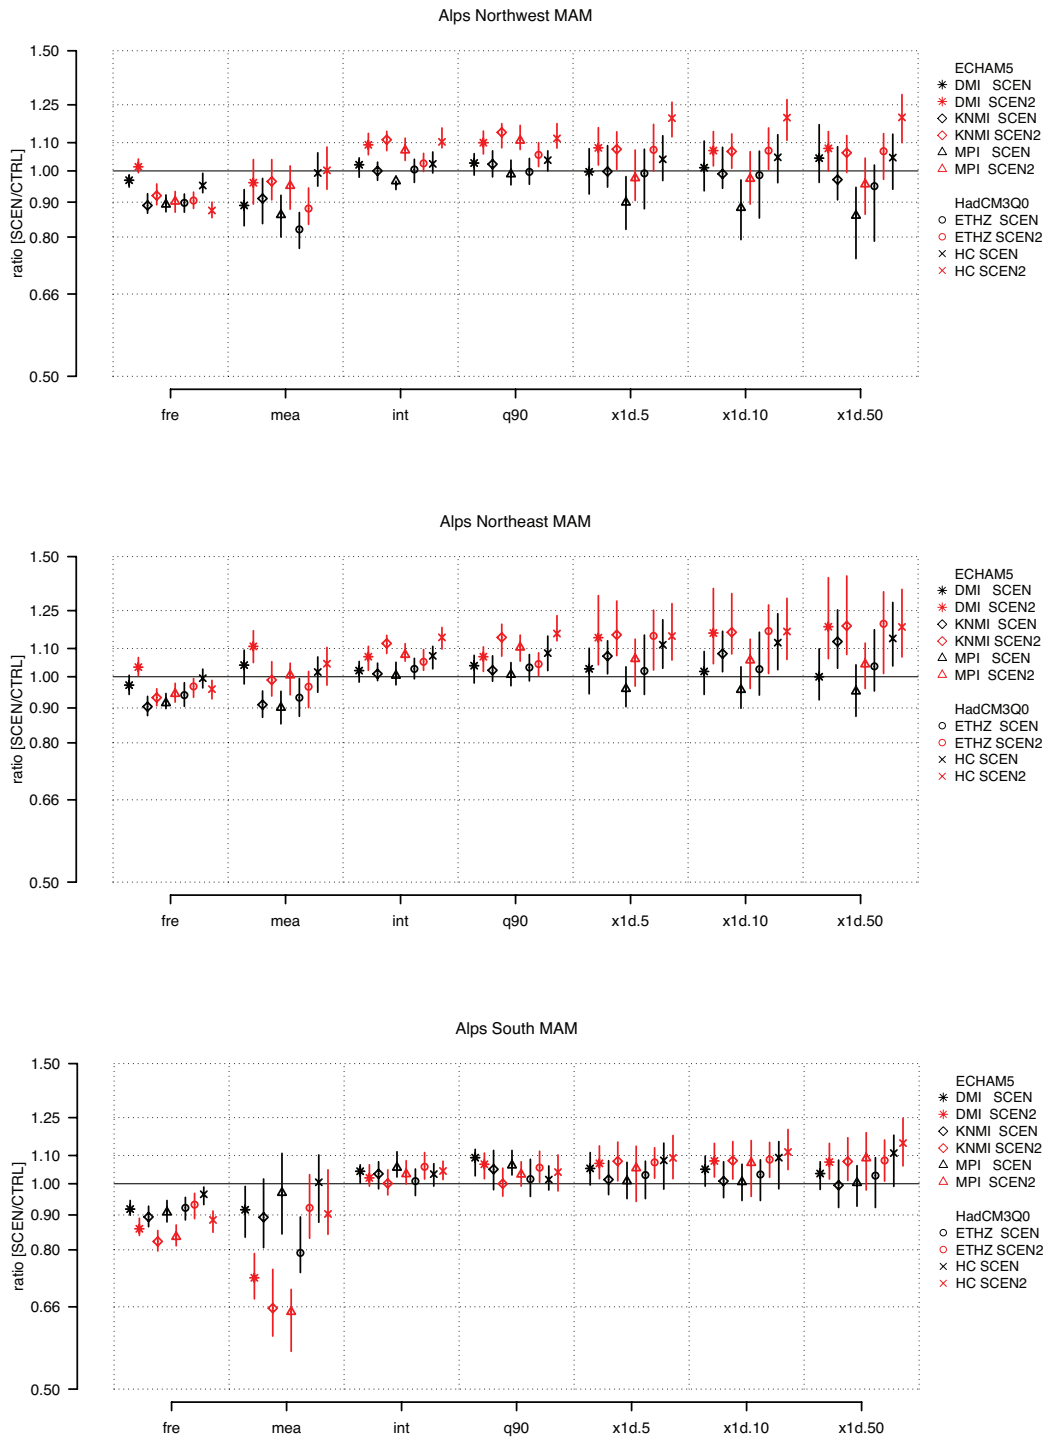 Alps Northwest MAM
ratio [SCEN/CTRL]
1.50
1.25
1.10
1.00
0.90
0.80
0.66
0.50
fre mea int q90 x1d.5 x1d.10 x1d.50
ECHAM5
DMI SCEN
DMI SCEN2
KNMI SCEN
KNMI SCEN2
MPI SCEN
MPI SCEN2
HadCM3Q0
ETHZ SCEN
ETHZ SCEN2
HC SCEN
HC SCEN2
Alps Northeast MAM
ratio [SCEN/CTRL]
1.50
1.25
1.10
1.00
0.90
0.80
0.66
0.50
fre mea int q90 x1d.5 x1d.10 x1d.50
ECHAM5
DMI SCEN
DMI SCEN2
KNMI SCEN
KNMI SCEN2
MPI SCEN
MPI SCEN2
HadCM3Q0
ETHZ SCEN
ETHZ SCEN2
HC SCEN
HC SCEN2
Alps South MAM
ratio [SCEN/CTRL]
1.50
1.25
1.10
1.00
0.90
0.80
0.66
0.50
fre mea int q90 x1d.5 x1d.10 x1d.50
ECHAM5
DMI SCEN
DMI SCEN2
KNMI SCEN
KNMI SCEN2
MPI SCEN
MPI SCEN2
HadCM3Q0
ETHZ SCEN
ETHZ SCEN2
HC SCEN
HC SCEN2